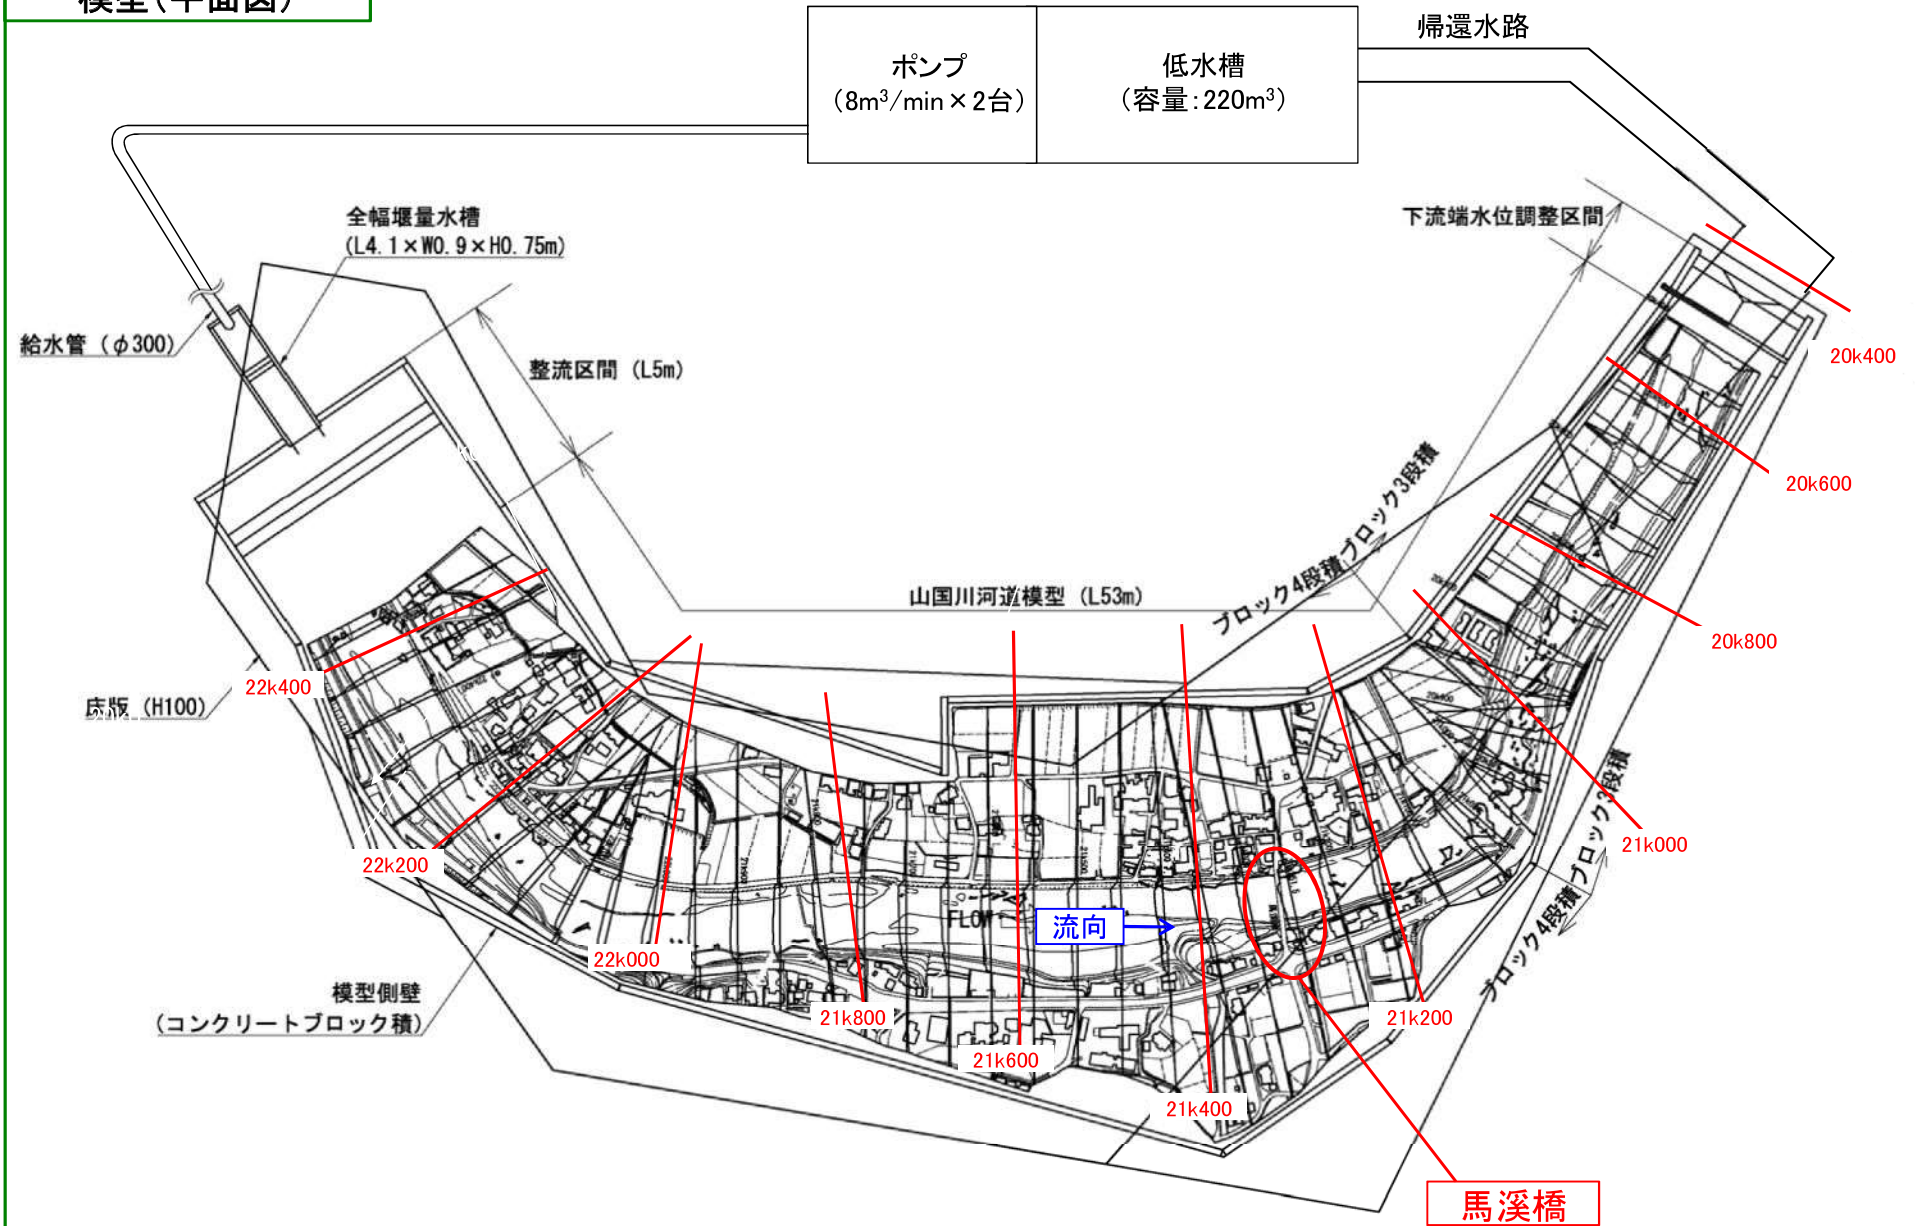 模型(平面図)
帰還水路
ポンプ
(8m³/min×2台)
低水槽
(容量:220m³)
全幅堰量水槽
(L4.1×W0.9×H0.75m)
下流端水位調整区間
給水管 (φ300)
整流区間 (L5m)
20k400
20k600
ブロック3段積
ブロック4段積
山国川河道模型 (L53m)
20k800
22k400
床版 (H100)
21k000
22k200
ブロック3段積
ブロック4段積
FLOW
流向
22k000
模型側壁
(コンクリートブロック積)
21k800
21k200
21k600
21k400
馬溪橋